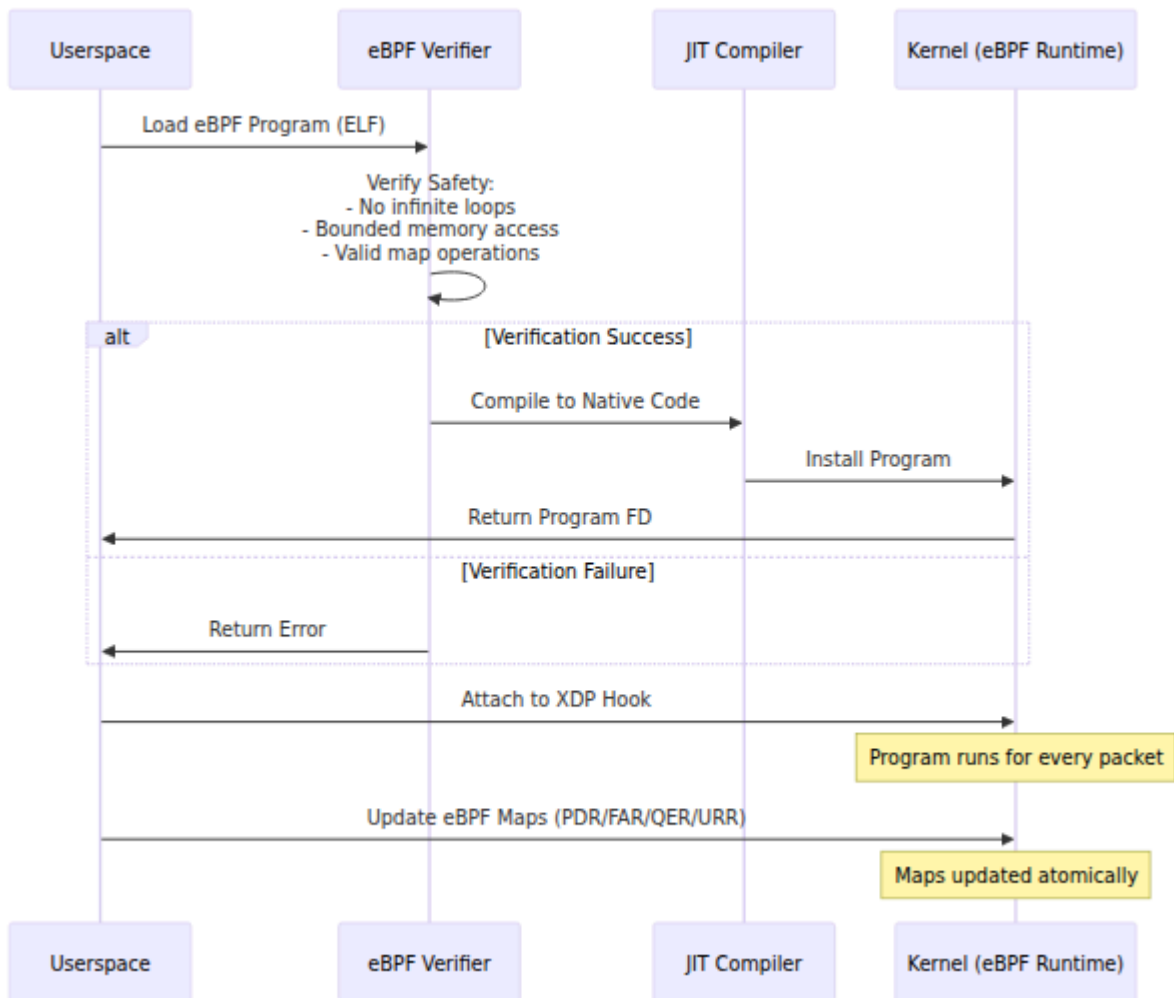 Userspace
eBPF Verifier
JIT Compiler
Kernel (eBPF Runtime)
Load eBPF Program (ELF)
Verify Safety:
- No infinite loops
- Bounded memory access
- Valid map operations
alt
[Verification Success]
Compile to Native Code
Install Program
Return Program FD
[Verification Failure]
Return Error
Attach to XDP Hook
Program runs for every packet
Update eBPF Maps (PDR/FAR/QER/URR)
Maps updated atomically
Userspace
eBPF Verifier
JIT Compiler
Kernel (eBPF Runtime)